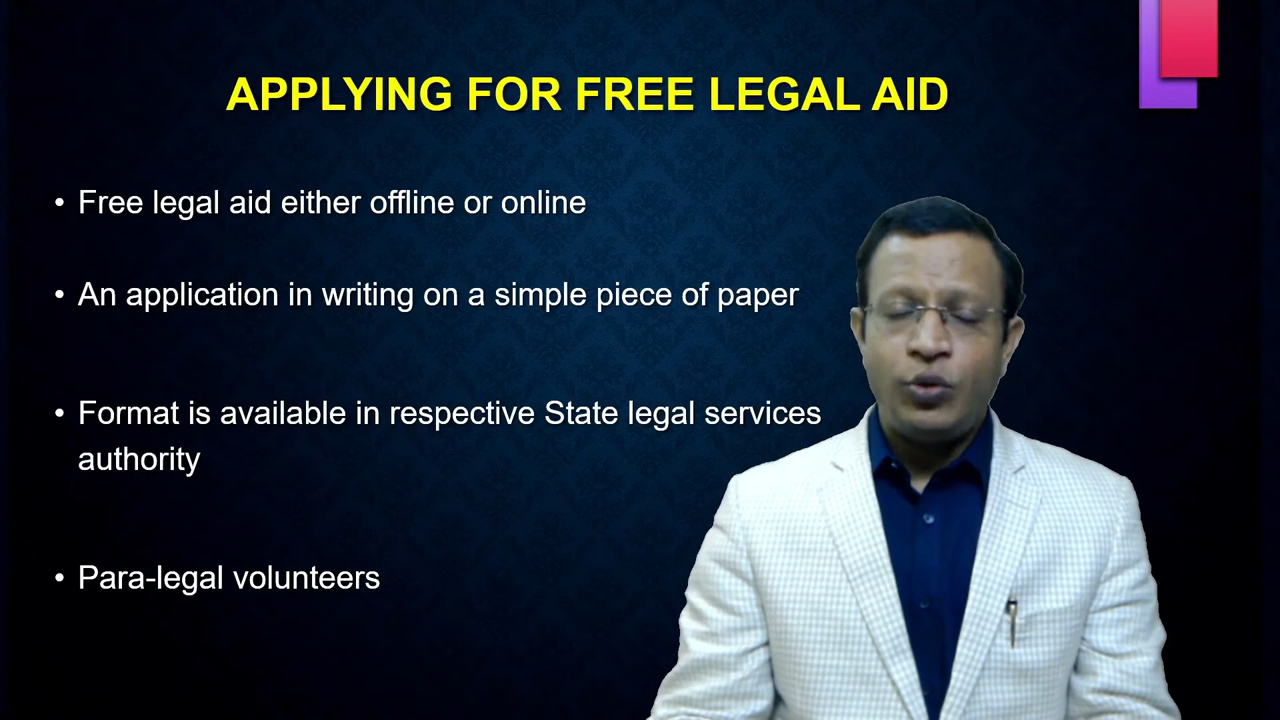 APPLYING FOR FREE LEGAL AID
• Free legal aid either offline or online
• An application in writing on a simple piece of paper
• Format is available in respective State legal services
authority
• Para-legal volunteers